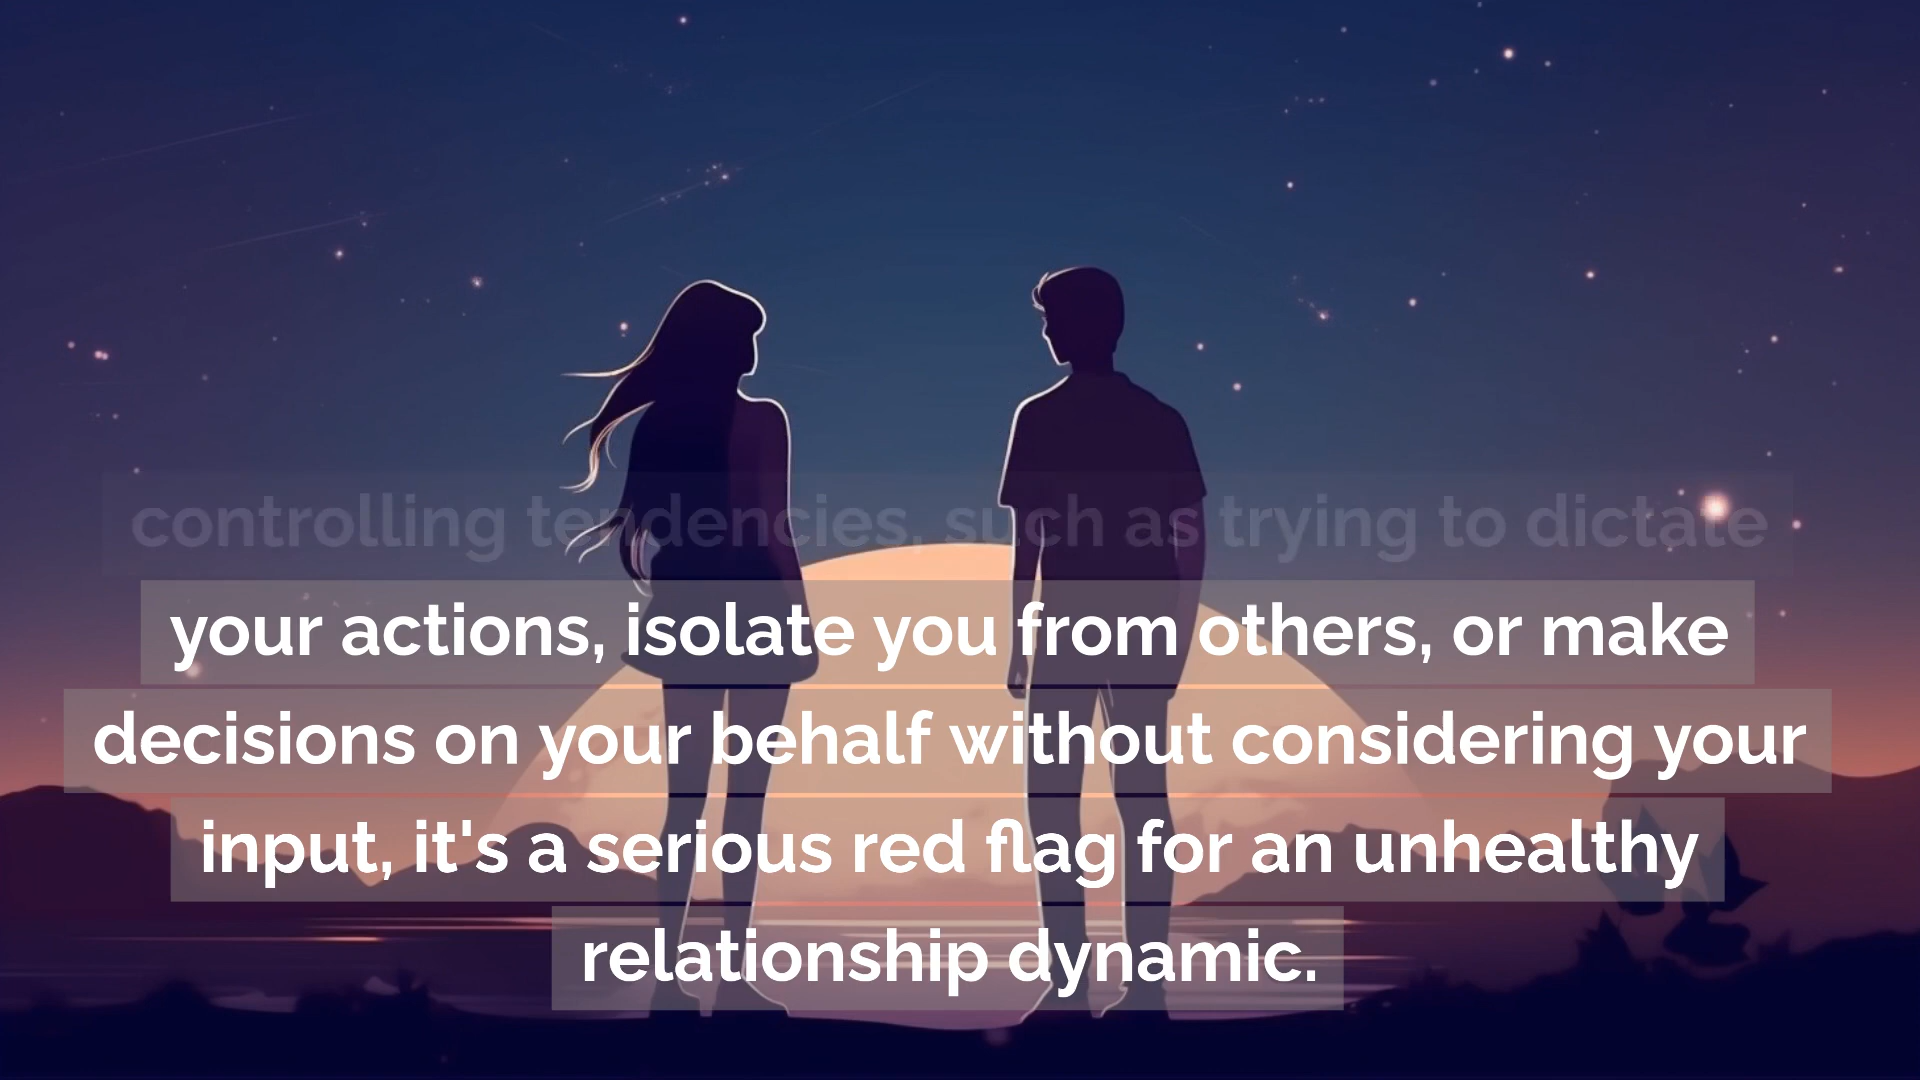 controlling tendencies, such as trying to dictate
your actions, isolate you from others, or make
decisions on your behalf without considering your
input, it's a serious red flag for an unhealthy
relationship dynamic.